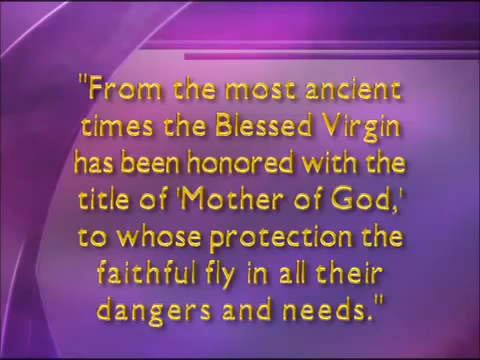 "From the most ancient
times the Blessed Virgin
has been honored with the
title of 'Mother of God,'
to whose protection the
faithful fly in all their
dangers and needs."